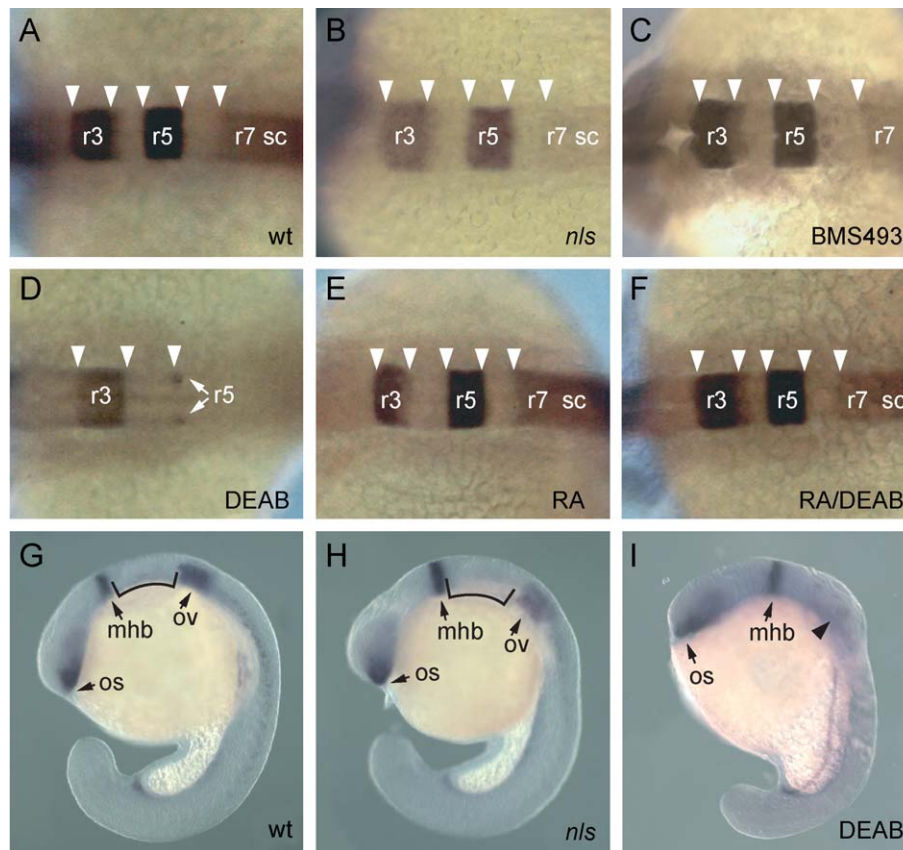 A
r3
r5
r7 sc
wt
B
r3
r5
r7 sc
nls
C
r3
r5
r7
BMS493
D
r3
r5
DEAB
E
r3
r5
r7 sc
RA
F
r3
r5
r7 sc
RA/DEAB
G
mhb
ov
os
wt
H
mhb
ov
os
nls
I
mhb
os
DEAB